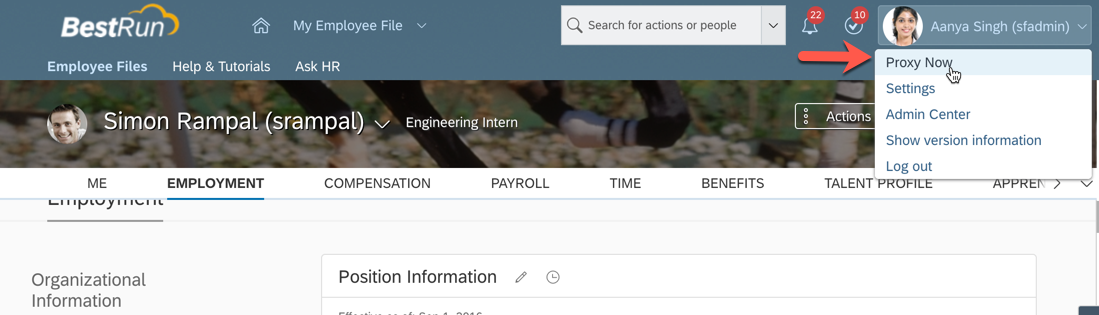 BestRun
My Employee File
Search for actions or people
22
10
Aanya Singh (sfadmin)
Employee Files
Help & Tutorials
Ask HR
Proxy Now
Settings
Admin Center
Show version information
Log out
Simon Rampal (srampal)
Engineering Intern
Actions
ME
EMPLOYMENT
COMPENSATION
PAYROLL
TIME
BENEFITS
TALENT PROFILE
APPREN
Employment
Organizational
Information
Position Information
Effective as of: Sep 1, 2016